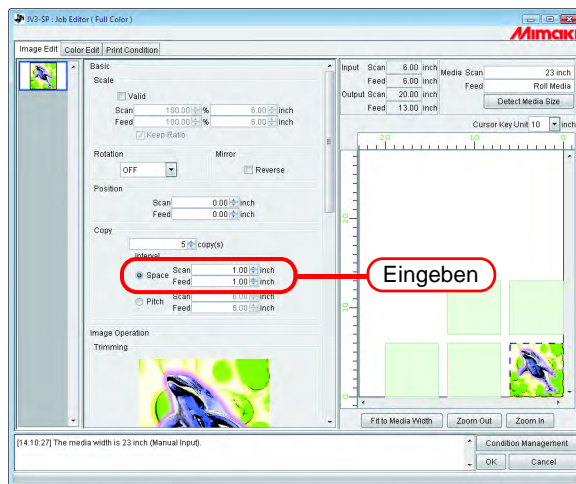 JV3-SP : Job Editor ( Full Color )
Mimaki
Image Edit Color Edit Print Condition
Basic
Scale
Valid
Scan 100.00 % 6.00 inch
Feed 100.00 % 6.00 inch
Keep Ratio
Rotation Mirror
OFF Reverse
Position
Scan 0.00 inch
Feed 0.00 inch
Copy
5 copy(s)
Interval
Space Scan 1.00 inch
Feed 1.00 inch
Pitch Scan 6.00 inch
Feed 6.00 inch
Image Operation
Trimming
Eingeben
Input Scan 6.00 inch
Feed 6.00 inch
Output Scan 20.00 inch
Feed 13.00 inch
Media Scan 23 inch
Feed Roll Media
Detect Media Size
Cursor Key Unit 10 inch
20 10 0
20
10
0
Fit to Media Width Zoom Out Zoom In
[14:10:27] The media width is 23 inch (Manual Input).
Condition Management
OK Cancel